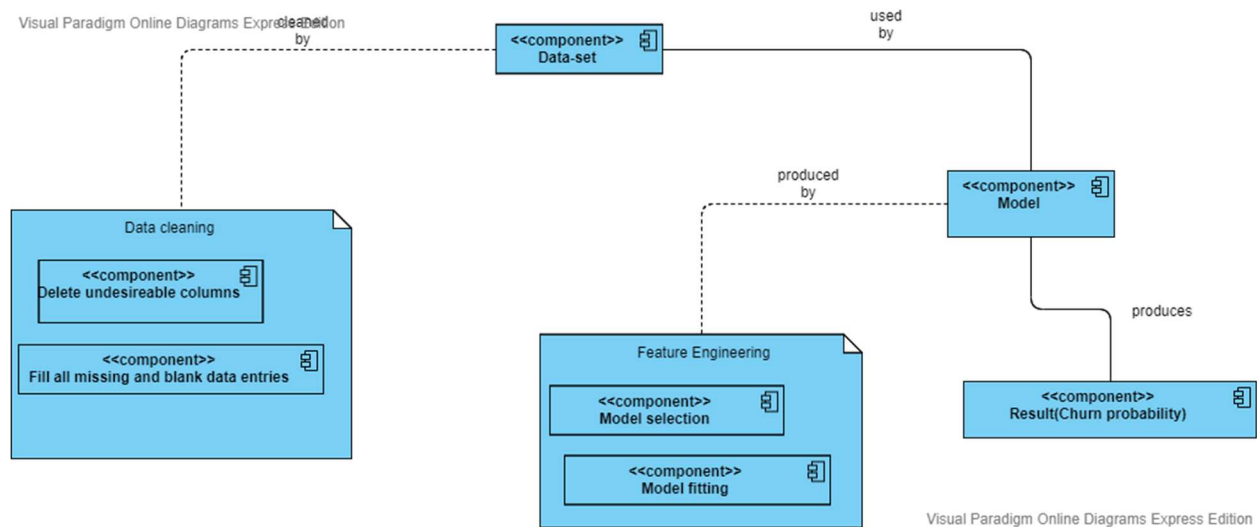 Visual Paradigm Online Diagrams Express Edition
cleaned
by
<<component>>
Data-set
used
by
produced
by
<<component>>
Model
Data cleaning
<<component>>
Delete undesireable columns
<<component>>
Fill all missing and blank data entries
produces
Feature Engineering
<<component>>
Model selection
<<component>>
Model fitting
<<component>>
Result(Churn probability)
Visual Paradigm Online Diagrams Express Edition